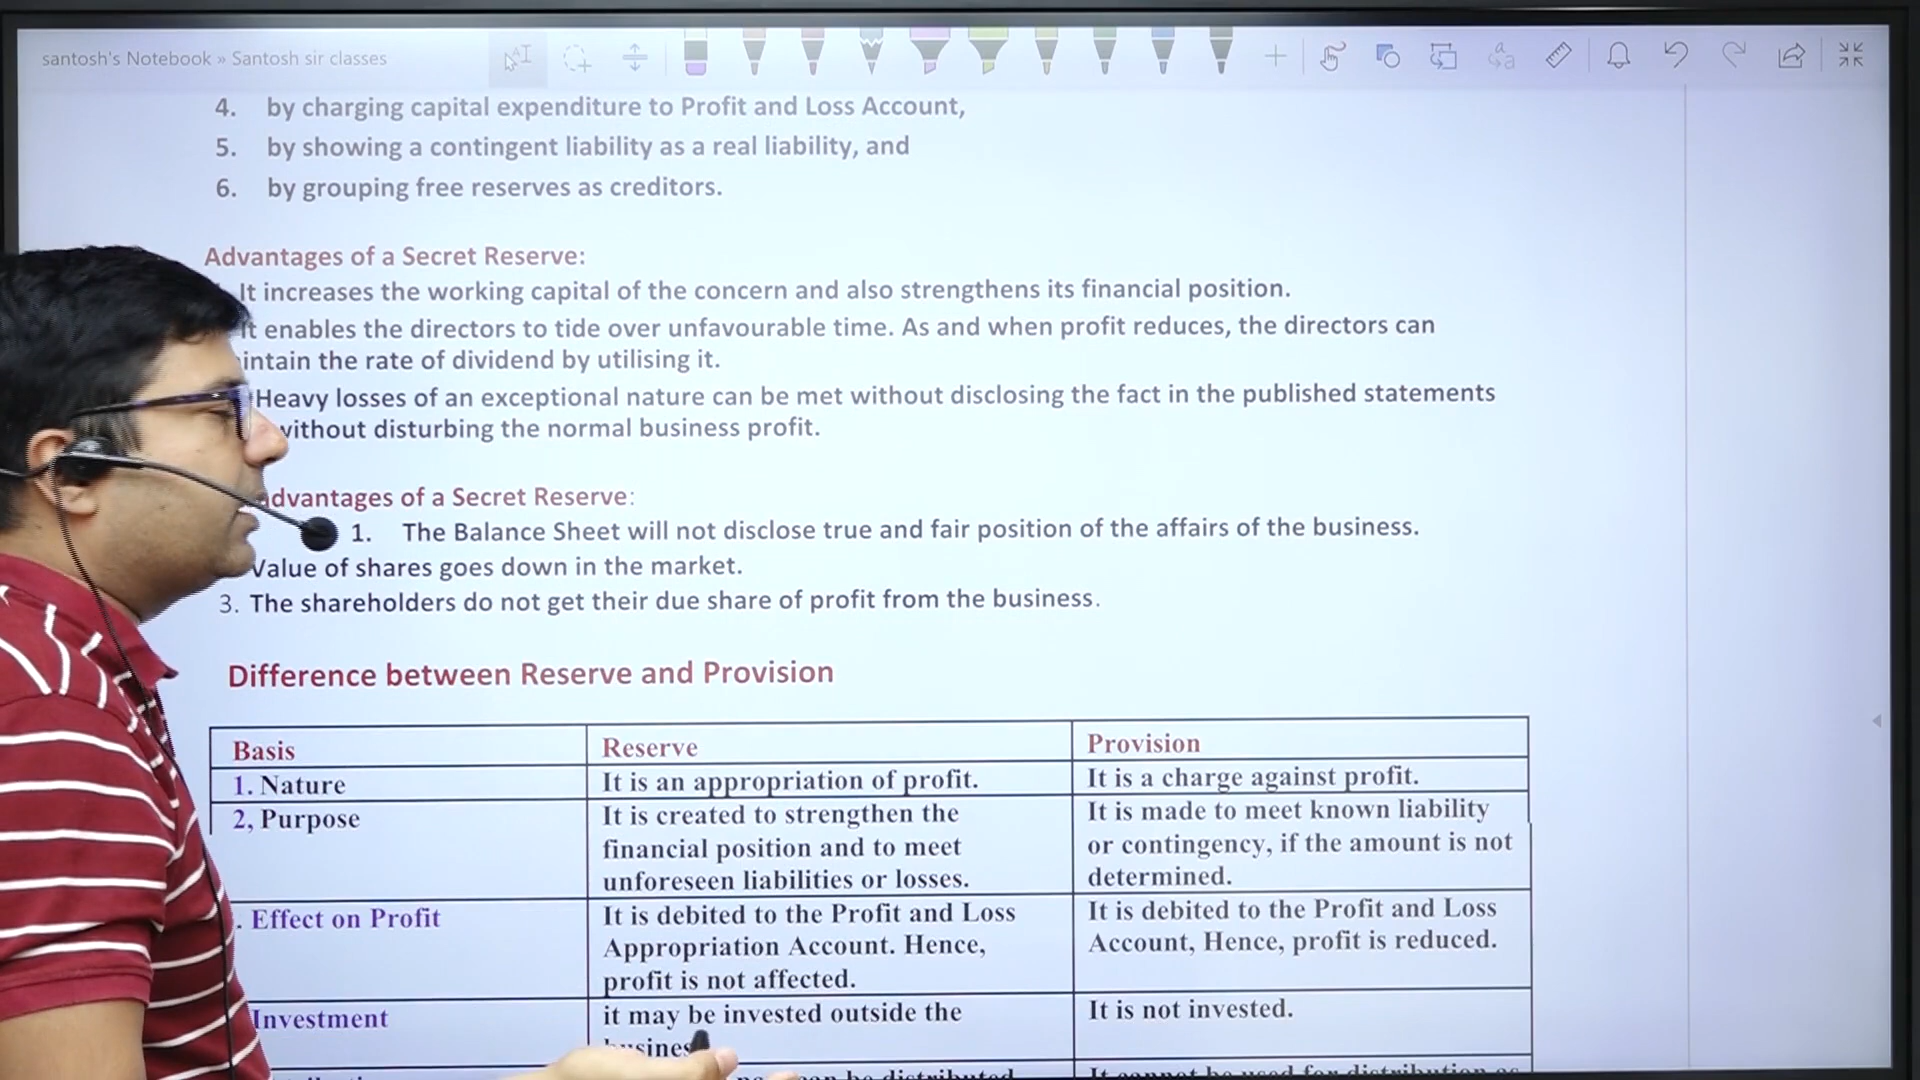 santosh's Notebook » Santosh sir classes
4. by charging capital expenditure to Profit and Loss Account,
5. by showing a contingent liability as a real liability, and
6. by grouping free reserves as creditors.
Advantages of a Secret Reserve:
It increases the working capital of the concern and also strengthens its financial position.
It enables the directors to tide over unfavourable time. As and when profit reduces, the directors can
intain the rate of dividend by utilising it.
Heavy losses of an exceptional nature can be met without disclosing the fact in the published statements
without disturbing the normal business profit.
dvantages of a Secret Reserve:
1. The Balance Sheet will not disclose true and fair position of the affairs of the business.
Value of shares goes down in the market.
3. The shareholders do not get their due share of profit from the business.
Difference between Reserve and Provision
Basis Reserve Provision
1. Nature It is an appropriation of profit. It is a charge against profit.
2, Purpose It is created to strengthen the It is made to meet known liability
financial position and to meet or contingency, if the amount is not
unforeseen liabilities or losses. determined.
. Effect on Profit It is debited to the Profit and Loss It is debited to the Profit and Loss
Appropriation Account. Hence, Account, Hence, profit is reduced.
profit is not affected.
Investment it may be invested outside the It is not invested.
can be distributed It cannot be used for distribution as